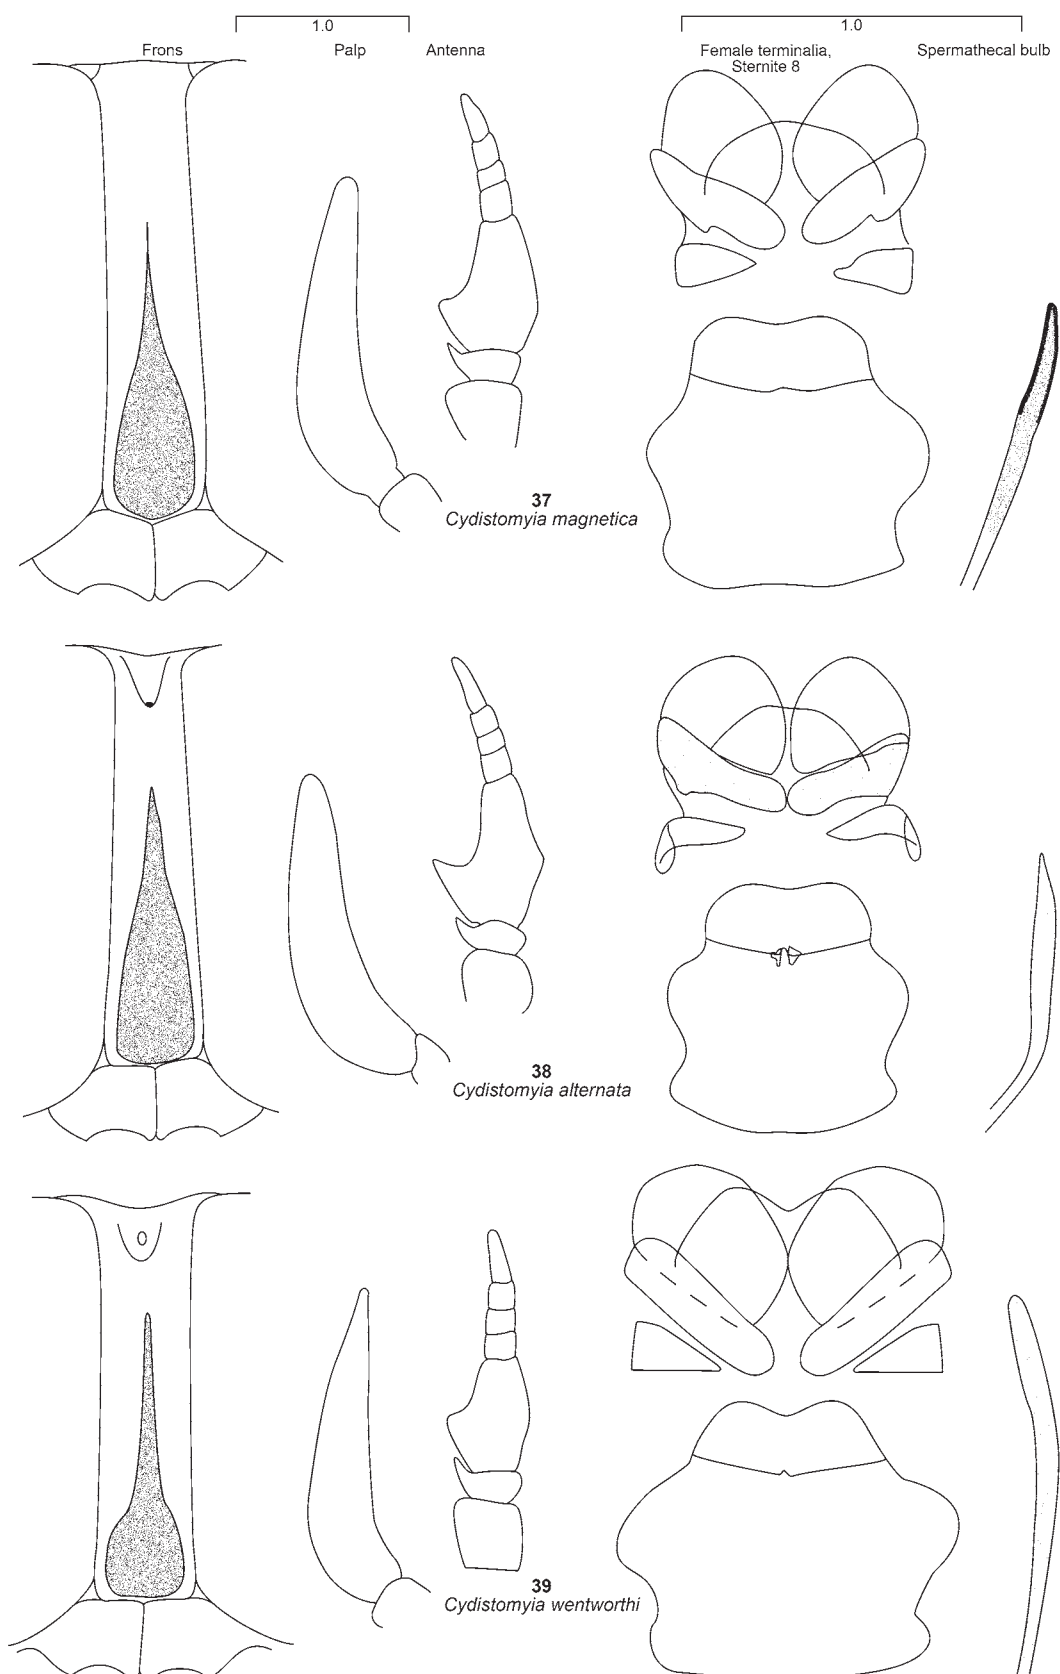 1.0
1.0
Frons
Palp
Antenna
Female terminalia,
Sternite 8
Spermathecal bulb
37
Cydistomyia magnetica
38
Cydistomyia alternata
39
Cydistomyia wentworthi